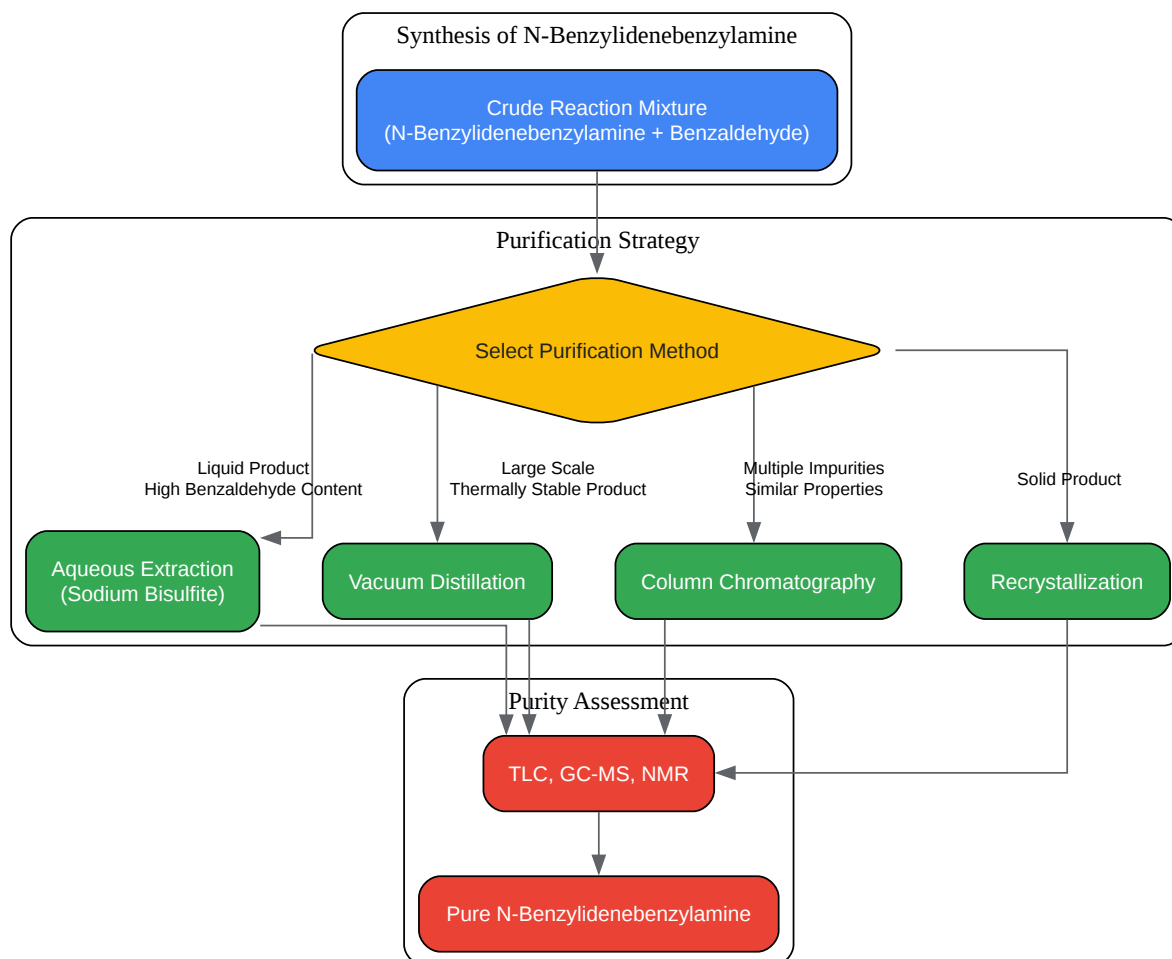 Synthesis of N-Benzylidenebenzylamine
Crude Reaction Mixture
(N-Benzylidenebenzylamine + Benzaldehyde)
Purification Strategy
Select Purification Method
Liquid Product
High Benzaldehyde Content
Large Scale
Thermally Stable Product
Multiple Impurities
Similar Properties
Solid Product
Aqueous Extraction
(Sodium Bisulfite)
Vacuum Distillation
Column Chromatography
Recrystallization
Purity Assessment
TLC, GC-MS, NMR
Pure N-Benzylidenebenzylamine